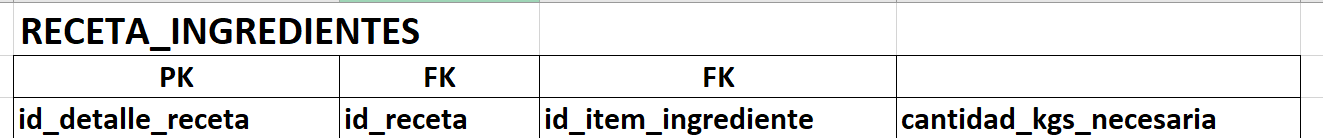 RECETA_INGREDIENTES
PK FK FK
id_detalle_receta id_receta id_item_ingrediente cantidad_kgs_necesaria